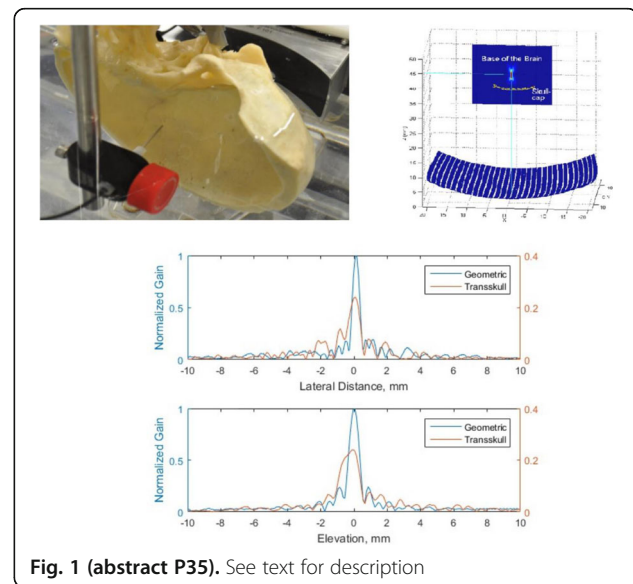 Base of the Brain
Skull-
cap
Normalized Gain
Geometric
Transskull
1
0.5
0
0.4
0.2
0
-10 -8 -6 -4 -2 0 2 4 6 8 10
Lateral Distance, mm
Normalized Gain
Geometric
Transskull
1
0.5
0
0.4
0.2
0
-10 -8 -6 -4 -2 0 2 4 6 8 10
Elevation, mm
Fig. 1 (abstract P35). See text for description